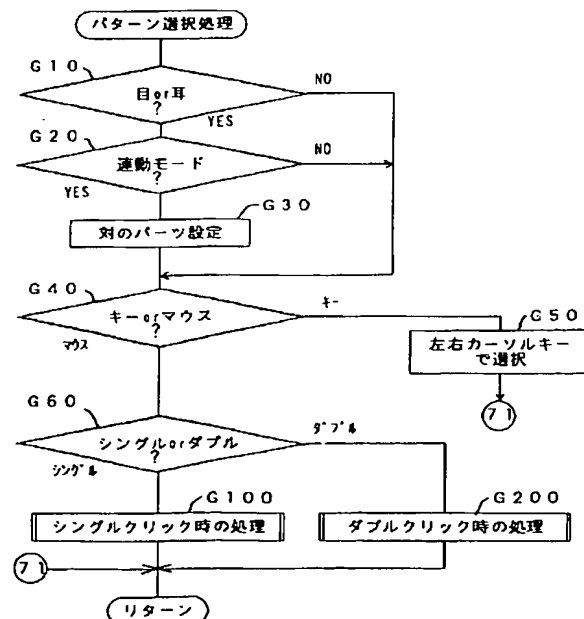 パターン選択処理
G10
目or耳
?
NO
YES
G20
連動モード
?
NO
YES
G30
対のパーツ設定
G40
キーorマウス
?
キー
マウス
G50
左右カーソルキー
で選択
71
G60
シングルorダブル
?
ダブル
シングル
G100
シングルクリック時の処理
G200
ダブルクリック時の処理
71
リターン